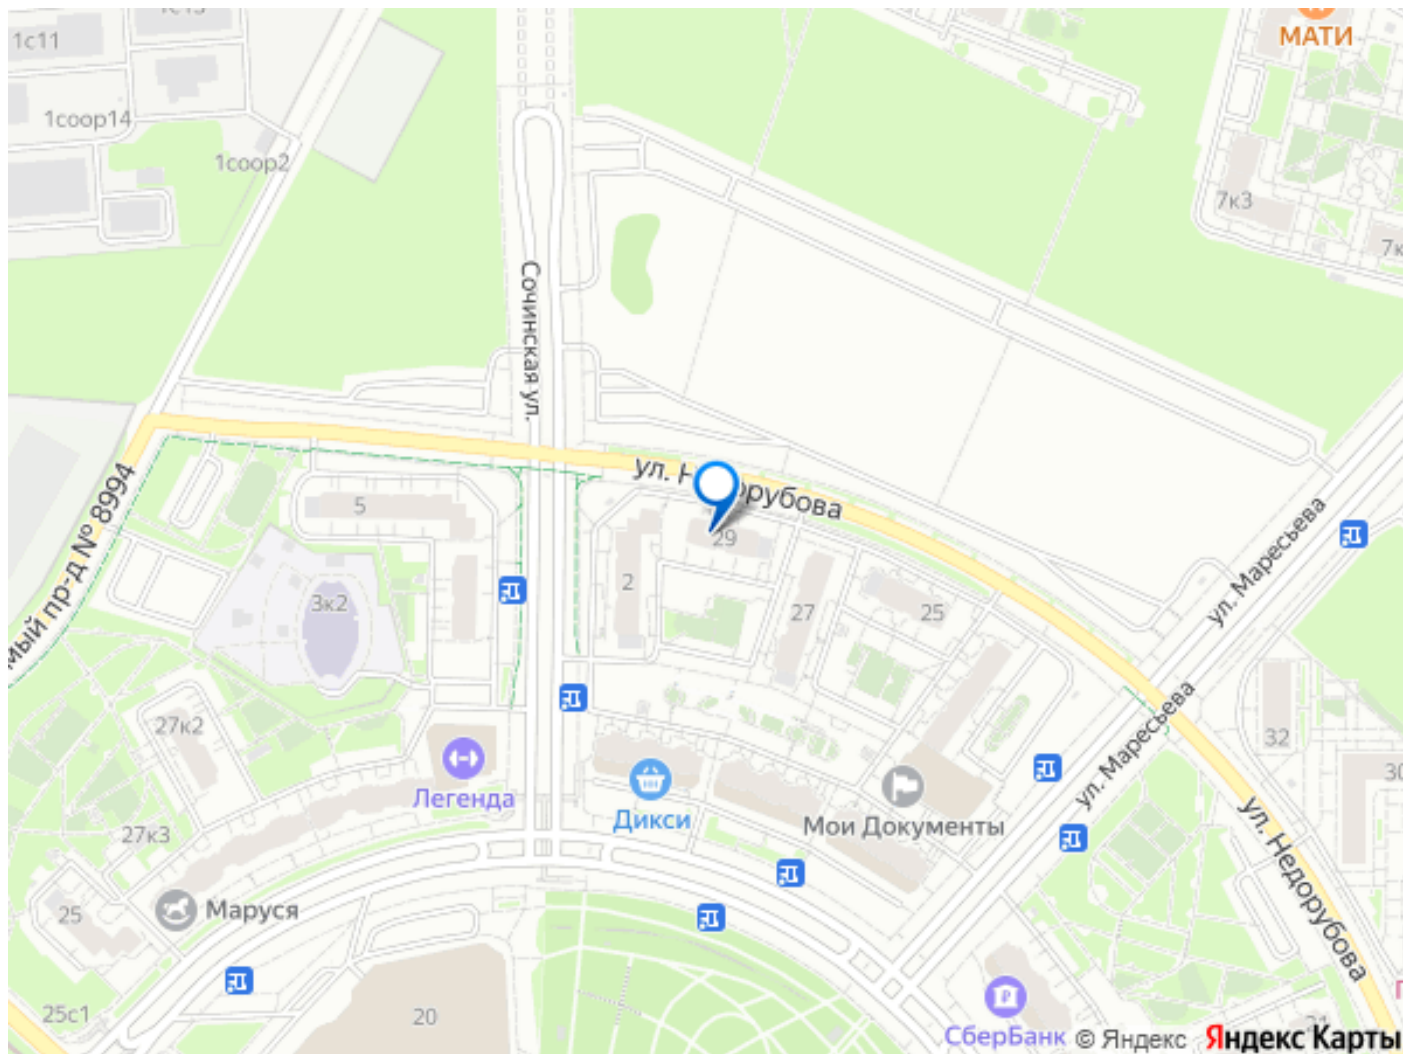 1с11
МАТИ
1соор14
1соор2
7к3
Сочинская ул.
ул. Недорубова
29
5
2
27
25
3к2
ул. Маресьева
27к2
32
ул. Маресьева
Легенда
Дикси
Мои Документы
27к3
ул. Недорубова
25
Маруся
25с1
20
СберБанк
© Яндекс
Яндекс Карты